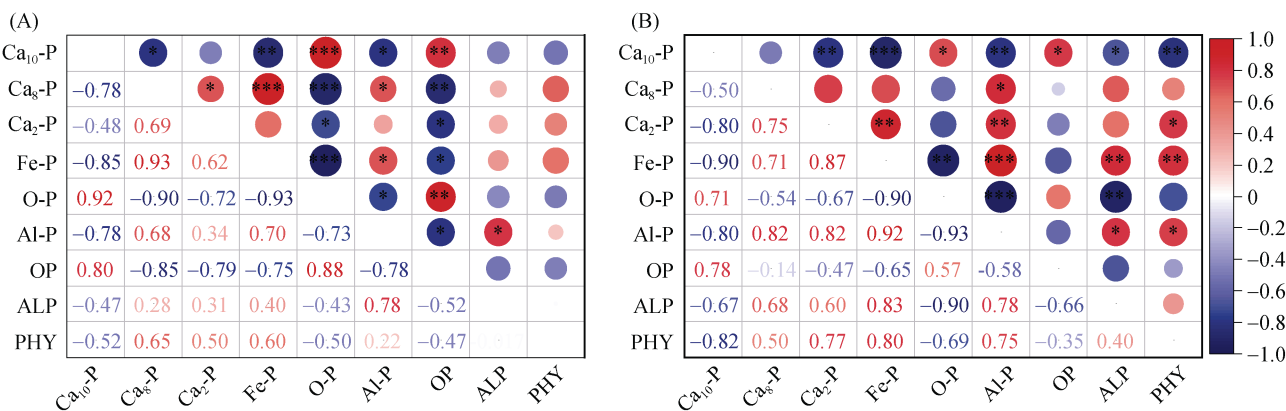 (A)
Ca₁₀-P * ** *** * **
Ca₈-P −0.78 * *** *** * **
Ca₂-P −0.48 0.69 * *
Fe-P −0.85 0.93 0.62 *** * *
O-P 0.92 −0.90 −0.72 −0.93 * **
Al-P −0.78 0.68 0.34 0.70 −0.73 * *
OP 0.80 −0.85 −0.79 −0.75 0.88 −0.78
ALP −0.47 0.28 0.31 0.40 −0.43 0.78 −0.52
PHY −0.52 0.65 0.50 0.60 −0.50 0.22 −0.47
Ca₁₀-P Ca₈-P Ca₂-P Fe-P O-P Al-P OP ALP PHY
(B)
Ca₁₀-P ** *** * ** * * **
Ca₈-P −0.50 *
Ca₂-P −0.80 0.75 ** ** *
Fe-P −0.90 0.71 0.87 ** *** ** **
O-P 0.71 −0.54 −0.67 −0.90 *** **
Al-P −0.80 0.82 0.82 0.92 −0.93 * *
OP 0.78 −0.14 −0.47 −0.65 0.57 −0.58
ALP −0.67 0.68 0.60 0.83 −0.90 0.78 −0.66
PHY −0.82 0.50 0.77 0.80 −0.69 0.75 −0.35 0.40
Ca₁₀-P Ca₈-P Ca₂-P Fe-P O-P Al-P OP ALP PHY
1.0
0.8
0.6
0.4
0.2
0
−0.2
−0.4
−0.6
−0.8
−1.0